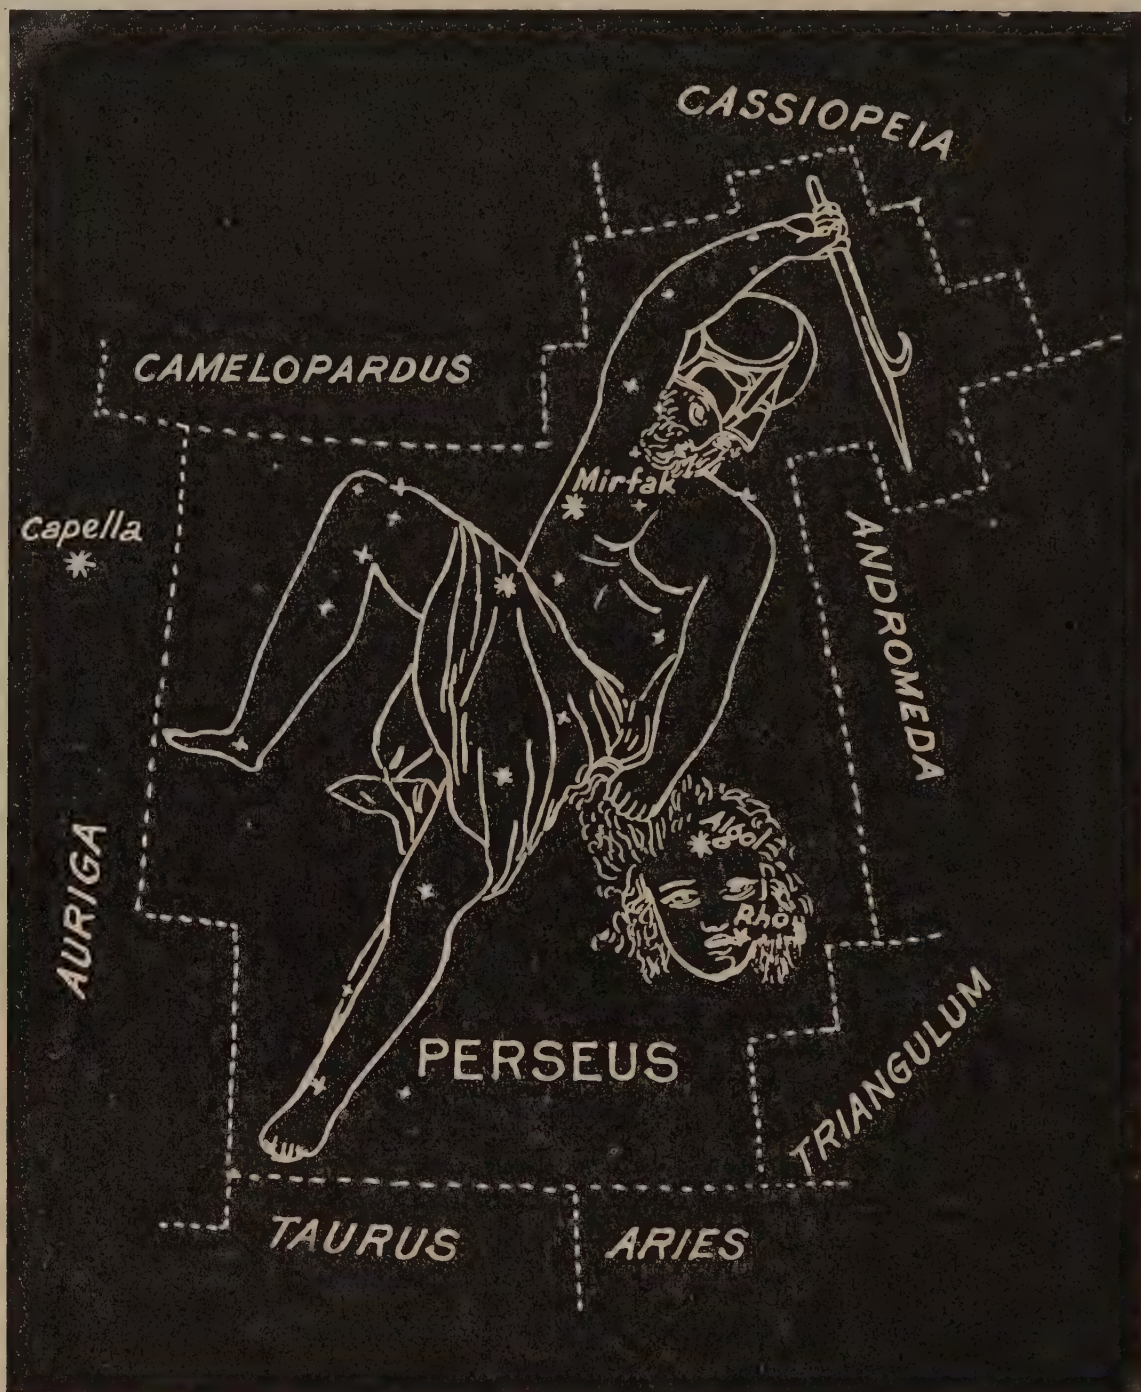 CASSIOPEIA
CAMELOPARDUS
Mirfak
Capella
ANDROMEDA
Algol
AURIGA
Rho
PERSEUS
TRIANGULUM
TAURUS
ARIES